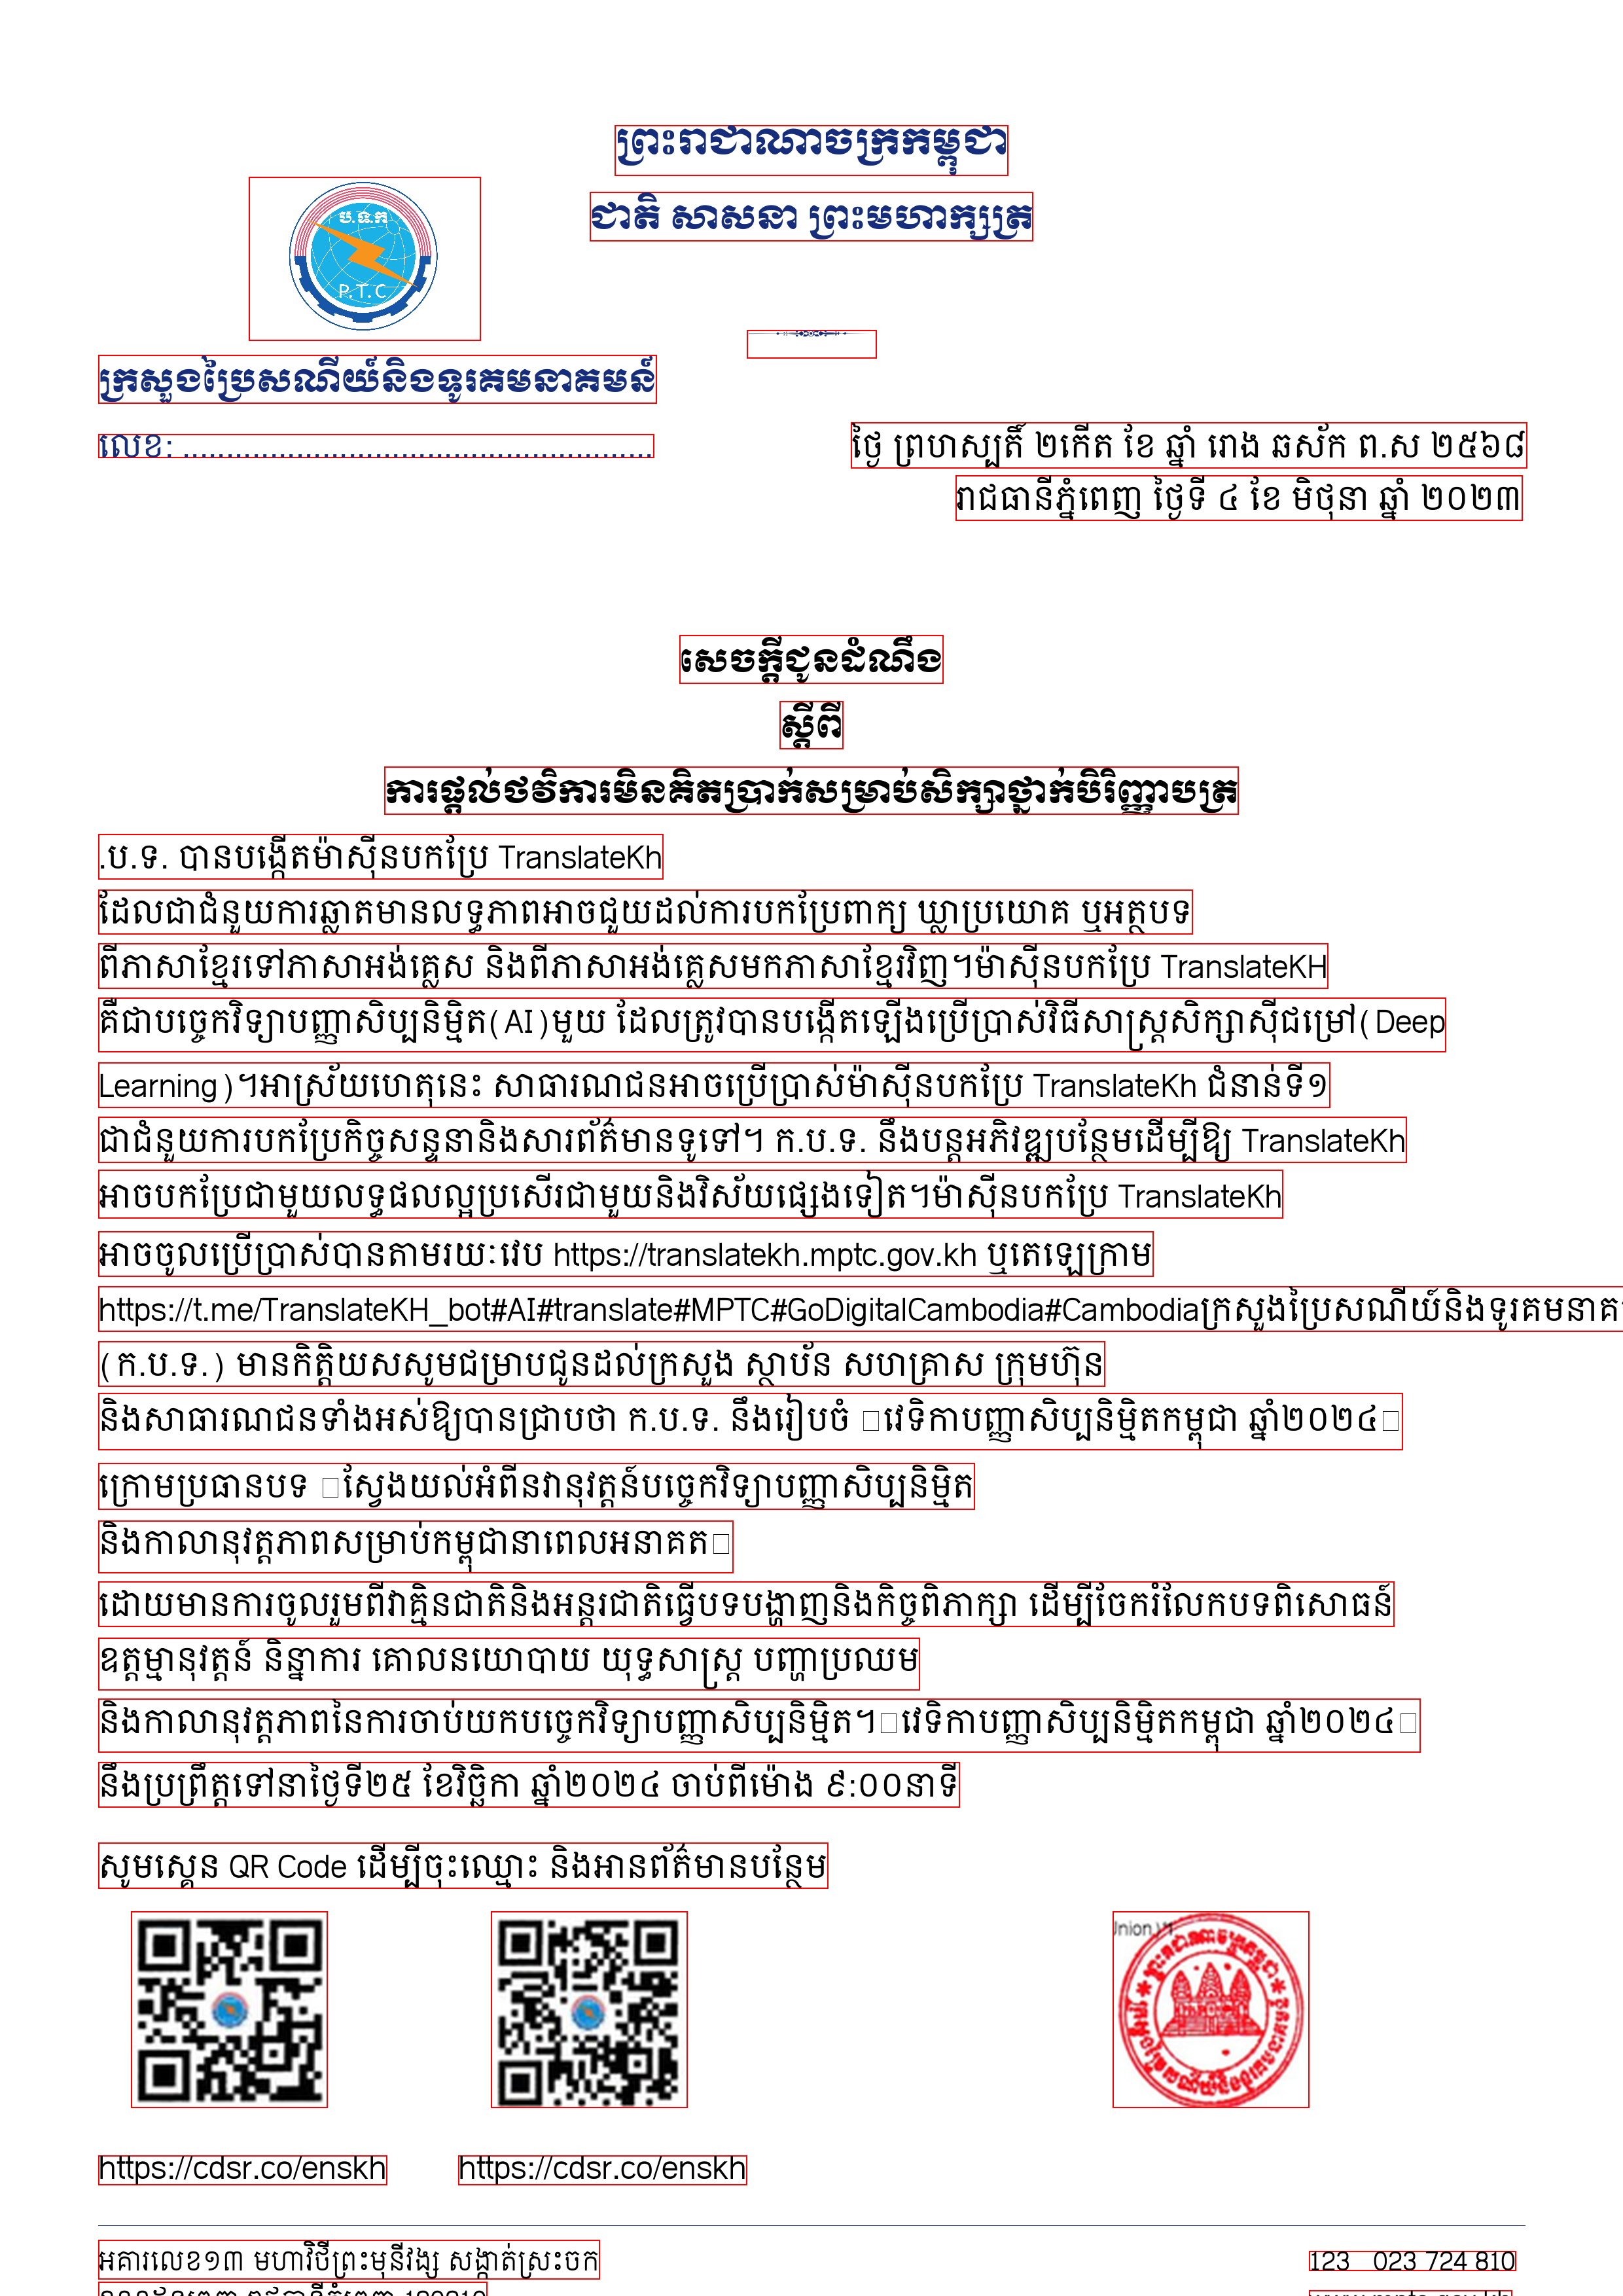 ព្រះរាជាណាចក្រកម្ពុជា
ជាតិ សាសនា ព្រះមហាក្សត្រ
ប.ទ.ក
P.T.C
ក្រសួងប្រៃសណីយ៍និងទូរគមនាគមន៍
លេខ: ......................................................
ថ្ងៃ ព្រហស្បតិ៍ ២កើត ខែ ឆ្នាំ រោង ឆស័ក ព.ស ២៥៦៨
រាជធានីភ្នំពេញ ថ្ងៃទី ៤ ខែ មិថុនា ឆ្នាំ ២០២៣
សេចក្តីជូនដំណឹង
ស្តីពី
ការផ្តល់ថវិការមិនគិតប្រាក់សម្រាប់សិក្សាថ្នាក់បិរិញ្ញាបត្រ
.ប.ទ. បានបង្កើតម៉ាស៊ីនបកប្រែ TranslateKh
ដែលជាជំនួយការឆ្លាតមានលទ្ធភាពអាចជួយដល់ការបកប្រែពាក្យ ឃ្លាប្រយោគ ឬអត្ថបទ
ពីភាសាខ្មែរទៅភាសាអង់គ្លេស និងពីភាសាអង់គ្លេសមកភាសាខ្មែរវិញ។ម៉ាស៊ីនបកប្រែ TranslateKH
គឺជាបច្ចេកវិទ្យាបញ្ញាសិប្បនិម្មិត(AI)មួយ ដែលត្រូវបានបង្កើតឡើងប្រើប្រាស់វិធីសាស្ត្រសិក្សាស៊ីជម្រៅ(Deep
Learning)។អាស្រ័យហេតុនេះ សាធារណជនអាចប្រើប្រាស់ម៉ាស៊ីនបកប្រែ TranslateKh ជំនាន់ទី១
ជាជំនួយការបកប្រែកិច្ចសន្ទនានិងសារព័ត៌មានទូទៅ។ ក.ប.ទ. នឹងបន្តអភិវឌ្ឍបន្ថែមដើម្បីឱ្យ TranslateKh
អាចបកប្រែជាមួយលទ្ធផលល្អប្រសើរជាមួយនិងវិស័យផ្សេងទៀត។ម៉ាស៊ីនបកប្រែ TranslateKh
អាចចូលប្រើប្រាស់បានតាមរយៈវេប https://translatekh.mptc.gov.kh ឬតេឡេក្រាម
https://t.me/TranslateKH_bot#AI#translate#MPTC#GoDigitalCambodia#Cambodiaក្រសួងប្រៃសណីយ៍និងទូរគមនាគ
(ក.ប.ទ.) មានកិត្តិយសសូមជម្រាបជូនដល់ក្រសួង ស្ថាប័ន សហគ្រាស ក្រុមហ៊ុន
និងសាធារណជនទាំងអស់ឱ្យបានជ្រាបថា ក.ប.ទ. នឹងរៀបចំ □វេទិកាបញ្ញាសិប្បនិម្មិតកម្ពុជា ឆ្នាំ២០២៤□
ក្រោមប្រធានបទ □ស្វែងយល់អំពីនវានុវត្តន៍បច្ចេកវិទ្យាបញ្ញាសិប្បនិម្មិត
និងកាលានុវត្តភាពសម្រាប់កម្ពុជានាពេលអនាគត□
ដោយមានការចូលរួមពីវាគ្មិនជាតិនិងអន្តរជាតិធ្វើបទបង្ហាញនិងកិច្ចពិភាក្សា ដើម្បីចែករំលែកបទពិសោធន៍
ឧត្តមានុវត្តន៍ និន្នាការ គោលនយោបាយ យុទ្ធសាស្ត្រ បញ្ហាប្រឈម
និងកាលានុវត្តភាពនៃការចាប់យកបច្ចេកវិទ្យាបញ្ញាសិប្បនិម្មិត។□វេទិកាបញ្ញាសិប្បនិម្មិតកម្ពុជា ឆ្នាំ២០២៤□
នឹងប្រព្រឹត្តទៅនាថ្ងៃទី២៥ ខែវិច្ឆិកា ឆ្នាំ២០២៤ ចាប់ពីម៉ោង ៩:០០នាទី
សូមស្គេន QR Code ដើម្បីចុះឈ្មោះ និងអានព័ត៌មានបន្ថែម
https://cdsr.co/enskh https://cdsr.co/enskh
អគារលេខ១៣ មហាវិថីព្រះមុនីវង្ស សង្កាត់ស្រះចក 123 023 724 810